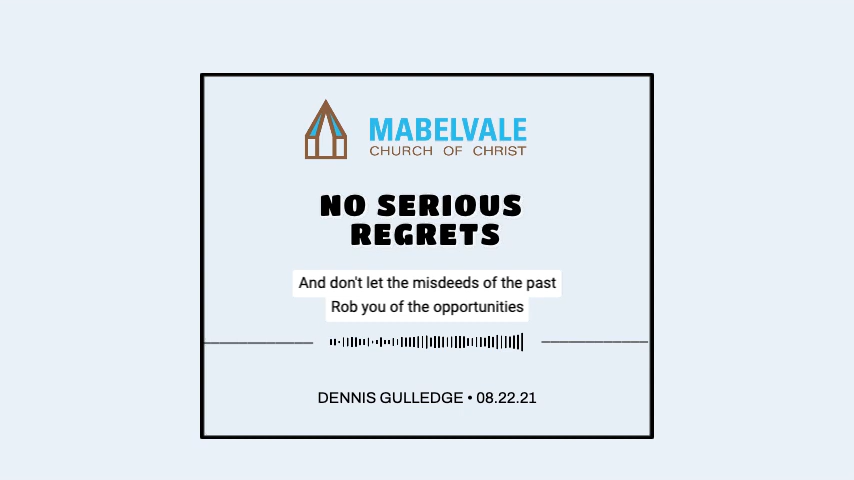 MABELVALE
CHURCH OF CHRIST
NO SERIOUS
REGRETS
And don't let the misdeeds of the past
Rob you of the opportunities
DENNIS GULLEDGE • 08.22.21